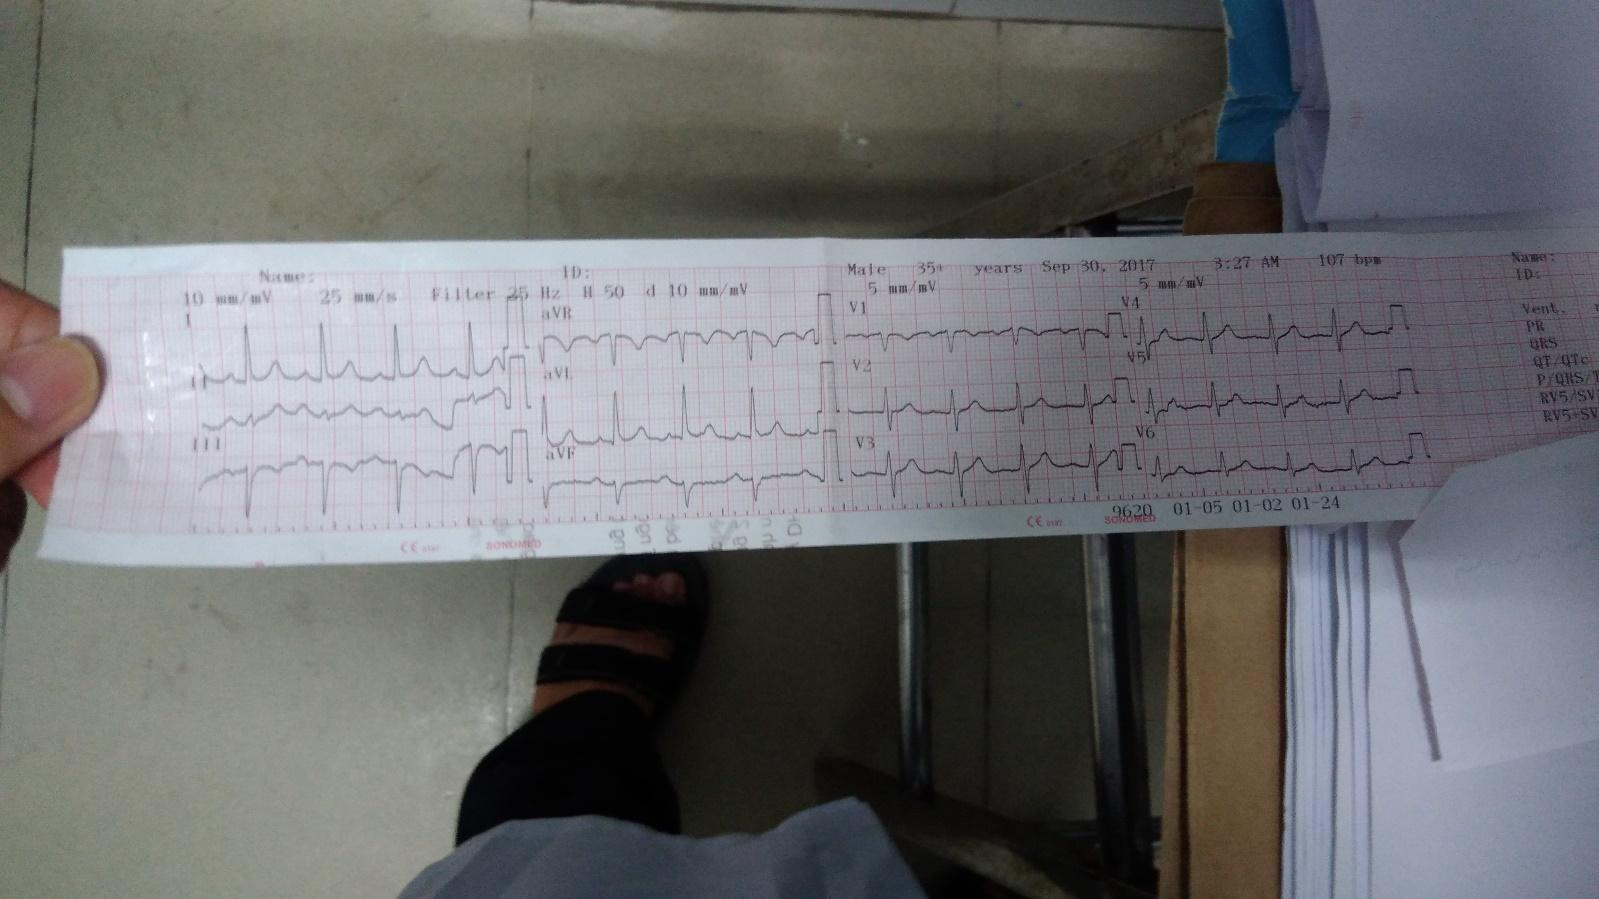 Name: ID: Male 35+ years Sep 30, 2017 3:27 AM 107 bpm
10 mm/mV 25 mm/s Filter 25 Hz H 50 d 10 mm/mV 5 mm/mV 5 mm/mV
I
III
aVR
aVL
aVF
V1
V2
V3
V4
V5
V6
9620 01-05 01-02 01-24
CE
SONOMED
CE
SONOMED
Name:
ID:
Vent.
PR
QRS
QT/QTc
P/QRS/T
RV5/SV
RV5+SV